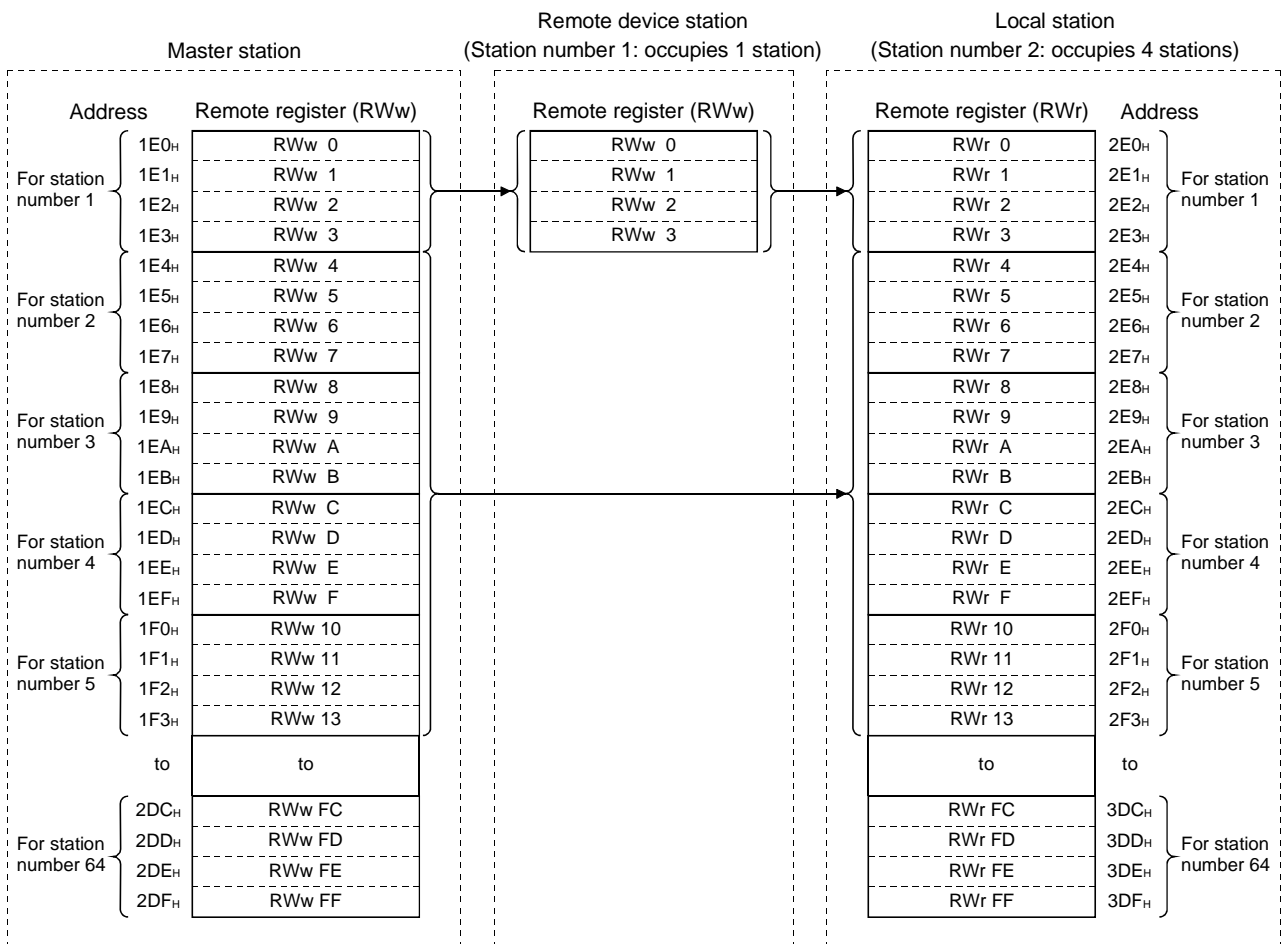 Master station
Remote device station
(Station number 1: occupies 1 station)
Local station
(Station number 2: occupies 4 stations)
Address Remote register (RWw) Remote register (RWw) Remote register (RWr) Address
For station
number 1
1E0H RWw 0 RWw 0 RWr 0 2E0H
1E1H RWw 1 RWw 1 RWr 1 2E1H
1E2H RWw 2 RWw 2 RWr 2 2E2H
1E3H RWw 3 RWw 3 RWr 3 2E3H
For station
number 1
For station
number 2
1E4H RWw 4 RWr 4 2E4H
1E5H RWw 5 RWr 5 2E5H
1E6H RWw 6 RWr 6 2E6H
1E7H RWw 7 RWr 7 2E7H
For station
number 2
For station
number 3
1E8H RWw 8 RWr 8 2E8H
1E9H RWw 9 RWr 9 2E9H
1EAH RWw A RWr A 2EAH
1EBH RWw B RWr B 2EBH
For station
number 3
For station
number 4
1ECH RWw C RWr C 2ECH
1EDH RWw D RWr D 2EDH
1EEH RWw E RWr E 2EEH
1EFH RWw F RWr F 2EFH
For station
number 4
For station
number 5
1F0H RWw 10 RWr 10 2F0H
1F1H RWw 11 RWr 11 2F1H
1F2H RWw 12 RWr 12 2F2H
1F3H RWw 13 RWr 13 2F3H
For station
number 5
to to to to
For station
number 64
2DCH RWw FC RWr FC 3DCH
2DDH RWw FD RWr FD 3DDH
2DEH RWw FE RWr FE 3DEH
2DFH RWw FF RWr FF 3DFH
For station
number 64